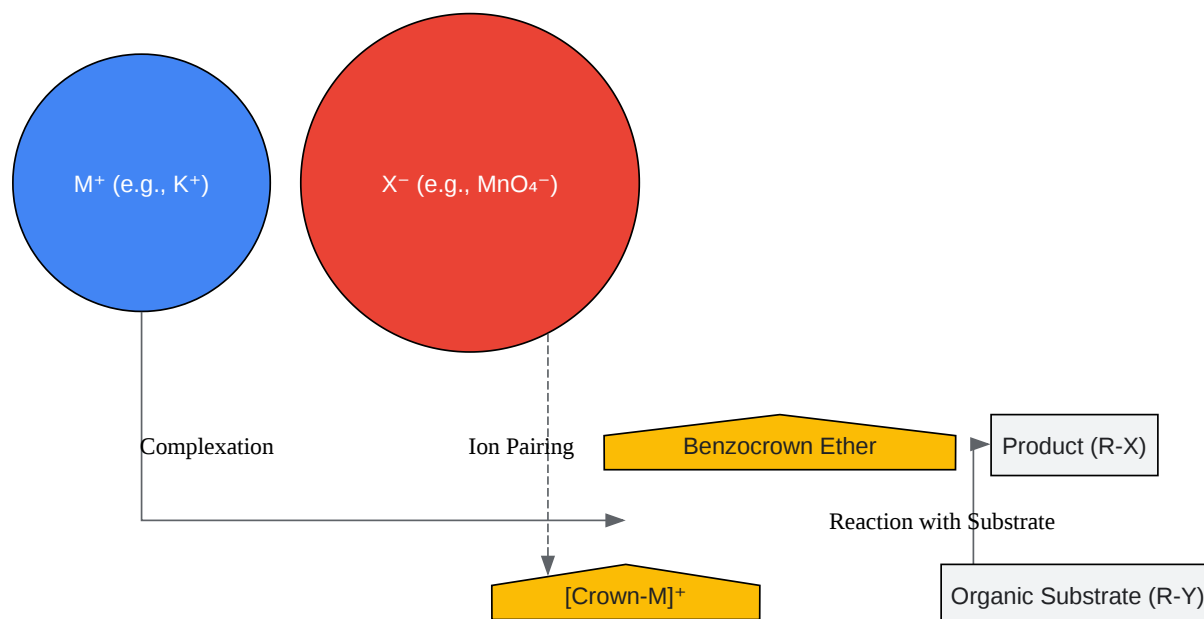 M⁺ (e.g., K⁺)
X⁻ (e.g., MnO₄⁻)
Complexation
Ion Pairing
Benzocrown Ether
Product (R-X)
Reaction with Substrate
[Crown-M]⁺
Organic Substrate (R-Y)